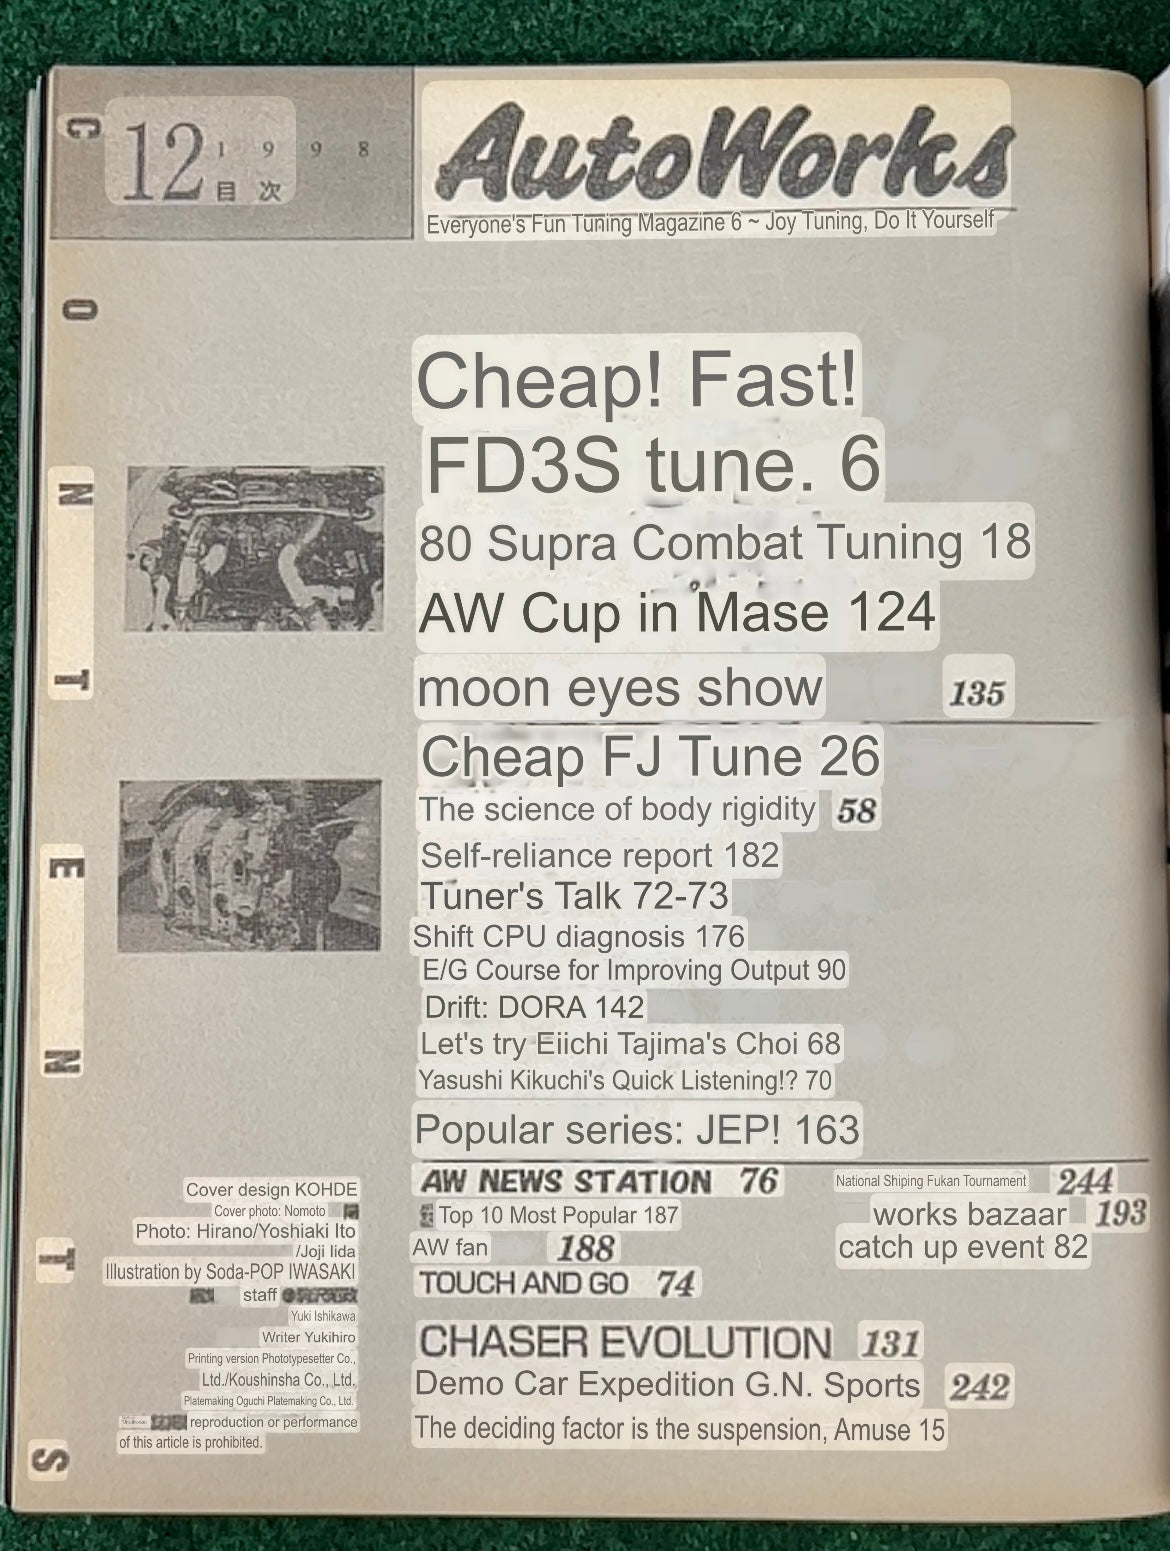 12 1998
目次
CONTENTS
AutoWorks
Everyone's Fun Tuning Magazine 6 ~ Joy Tuning, Do It Yourself
Cheap! Fast!
FD3S tune. 6
80 Supra Combat Tuning 18
AW Cup in Mase 124
moon eyes show 135
Cheap FJ Tune 26
The science of body rigidity 58
Self-reliance report 182
Tuner's Talk 72-73
Shift CPU diagnosis 176
E/G Course for Improving Output 90
Drift: DORA 142
Let's try Eiichi Tajima's Choi 68
Yasushi Kikuchi's Quick Listening!? 70
Popular series: JEP! 163
AW NEWS STATION 76
Top 10 Most Popular 187
AW fan 188
TOUCH AND GO 74
National Shiping Fukan Tournament 244
works bazaar 193
catch up event 82
CHASER EVOLUTION 131
Demo Car Expedition G.N. Sports 242
The deciding factor is the suspension, Amuse 15
Cover design KOHDE
Cover photo: Nomoto
Photo: Hirano/Yoshiaki Ito
/Joji Iida
Illustration by Soda-POP IWASAKI
staff
Yuki Ishikawa
Writer Yukihiro
Printing version Phototypesetter Co.,
Ltd./Koushinsha Co., Ltd.
Platemaking Oguchi Platemaking Co., Ltd.
reproduction or performance
of this article is prohibited.